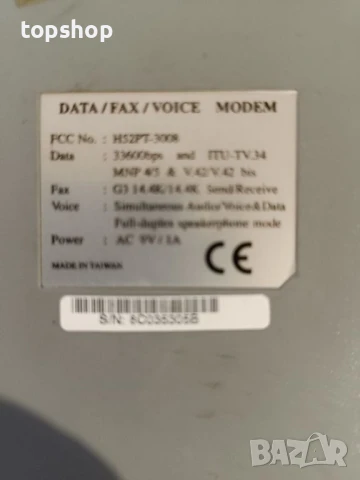 topshop
DATA / FAX / VOICE MODEM
FCC No. : H52PT-3008
Data : 33600bps and ITU-TV.34
MNP 4/5 & V.42/V.42 bis
Fax : G3 14.4K/14.4K Send/Receive
Voice : Simultaneous Audio/Voice&Data
Full-duplex speakerphone mode
Power : AC 9V / 1A
MADE IN TAIWAN
CE
S/N: 8C035305B
BAZAR